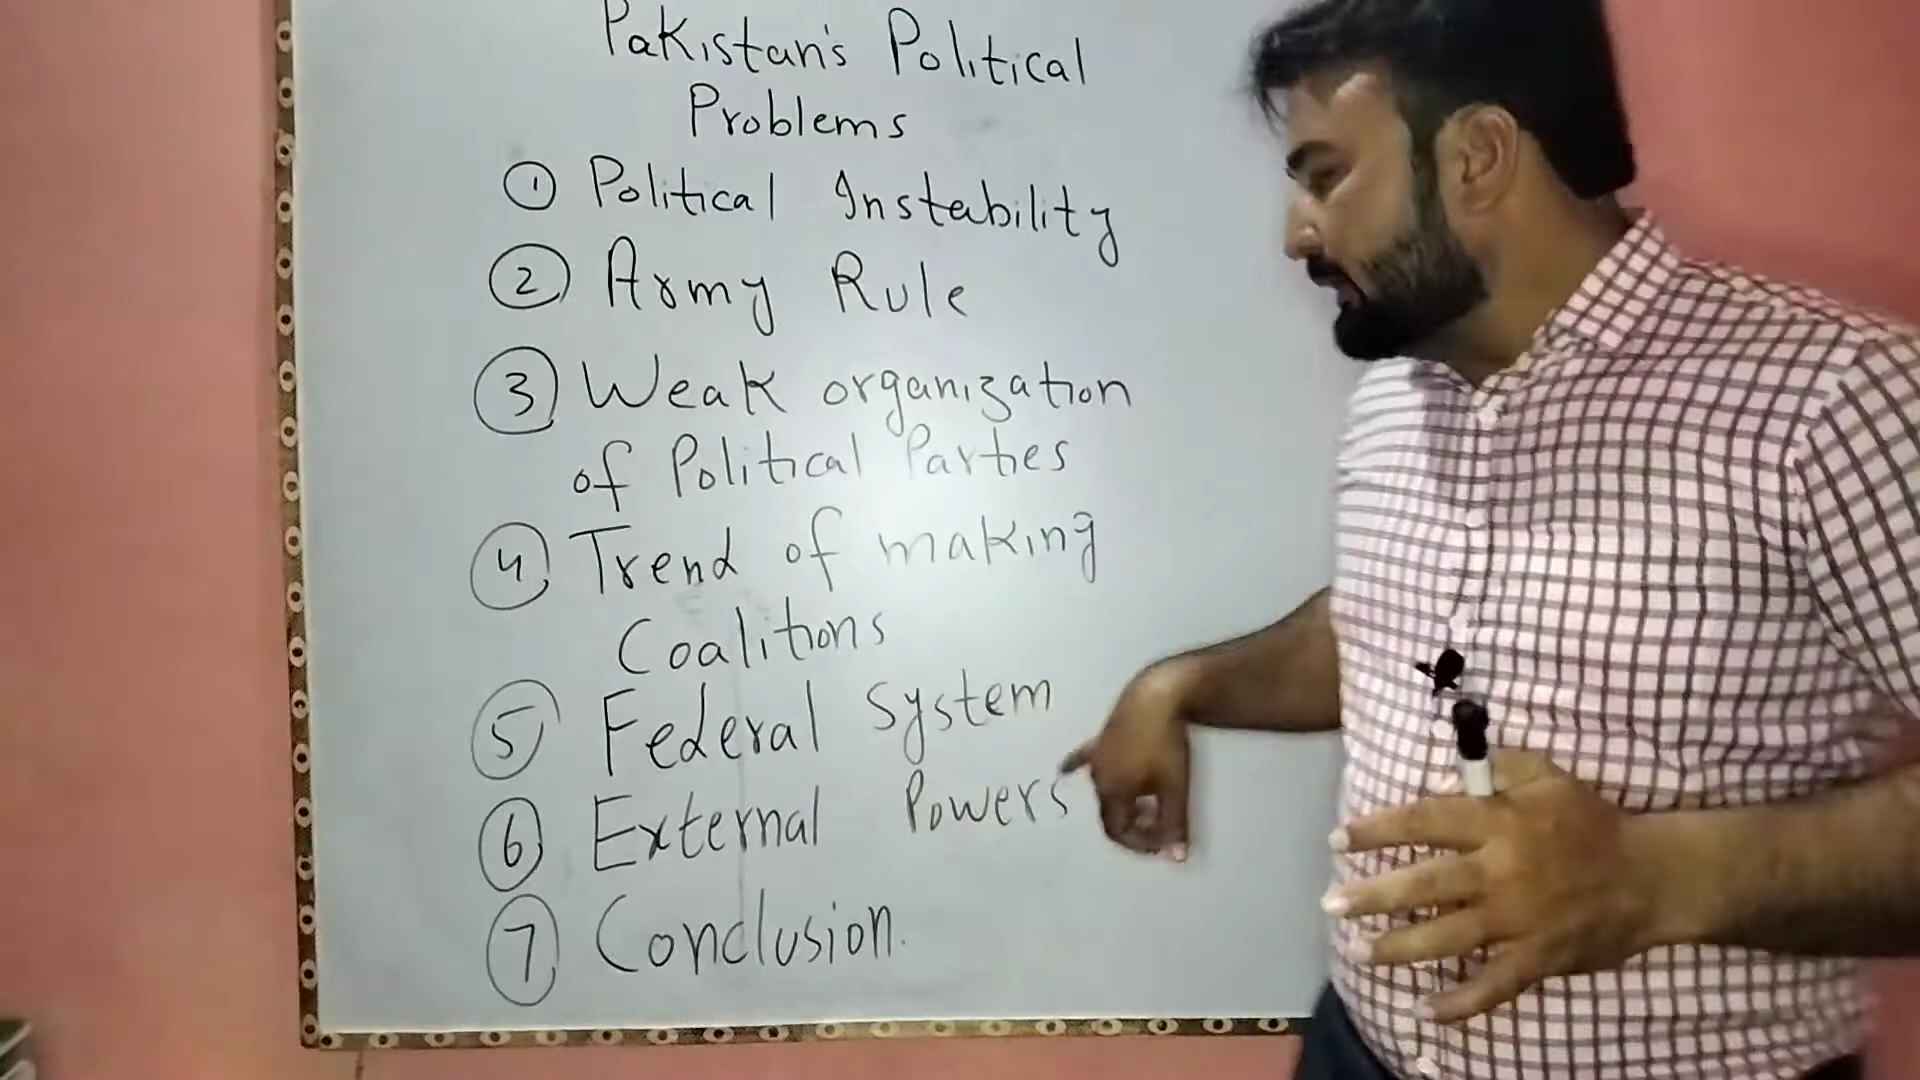 Pakistan's Political
Problems
① Political Instability
② Army Rule
③ Weak organization
of Political Parties
④ Trend of making
Coalitions
⑤ Federal System
⑥ External Powers
⑦ Conclusion.